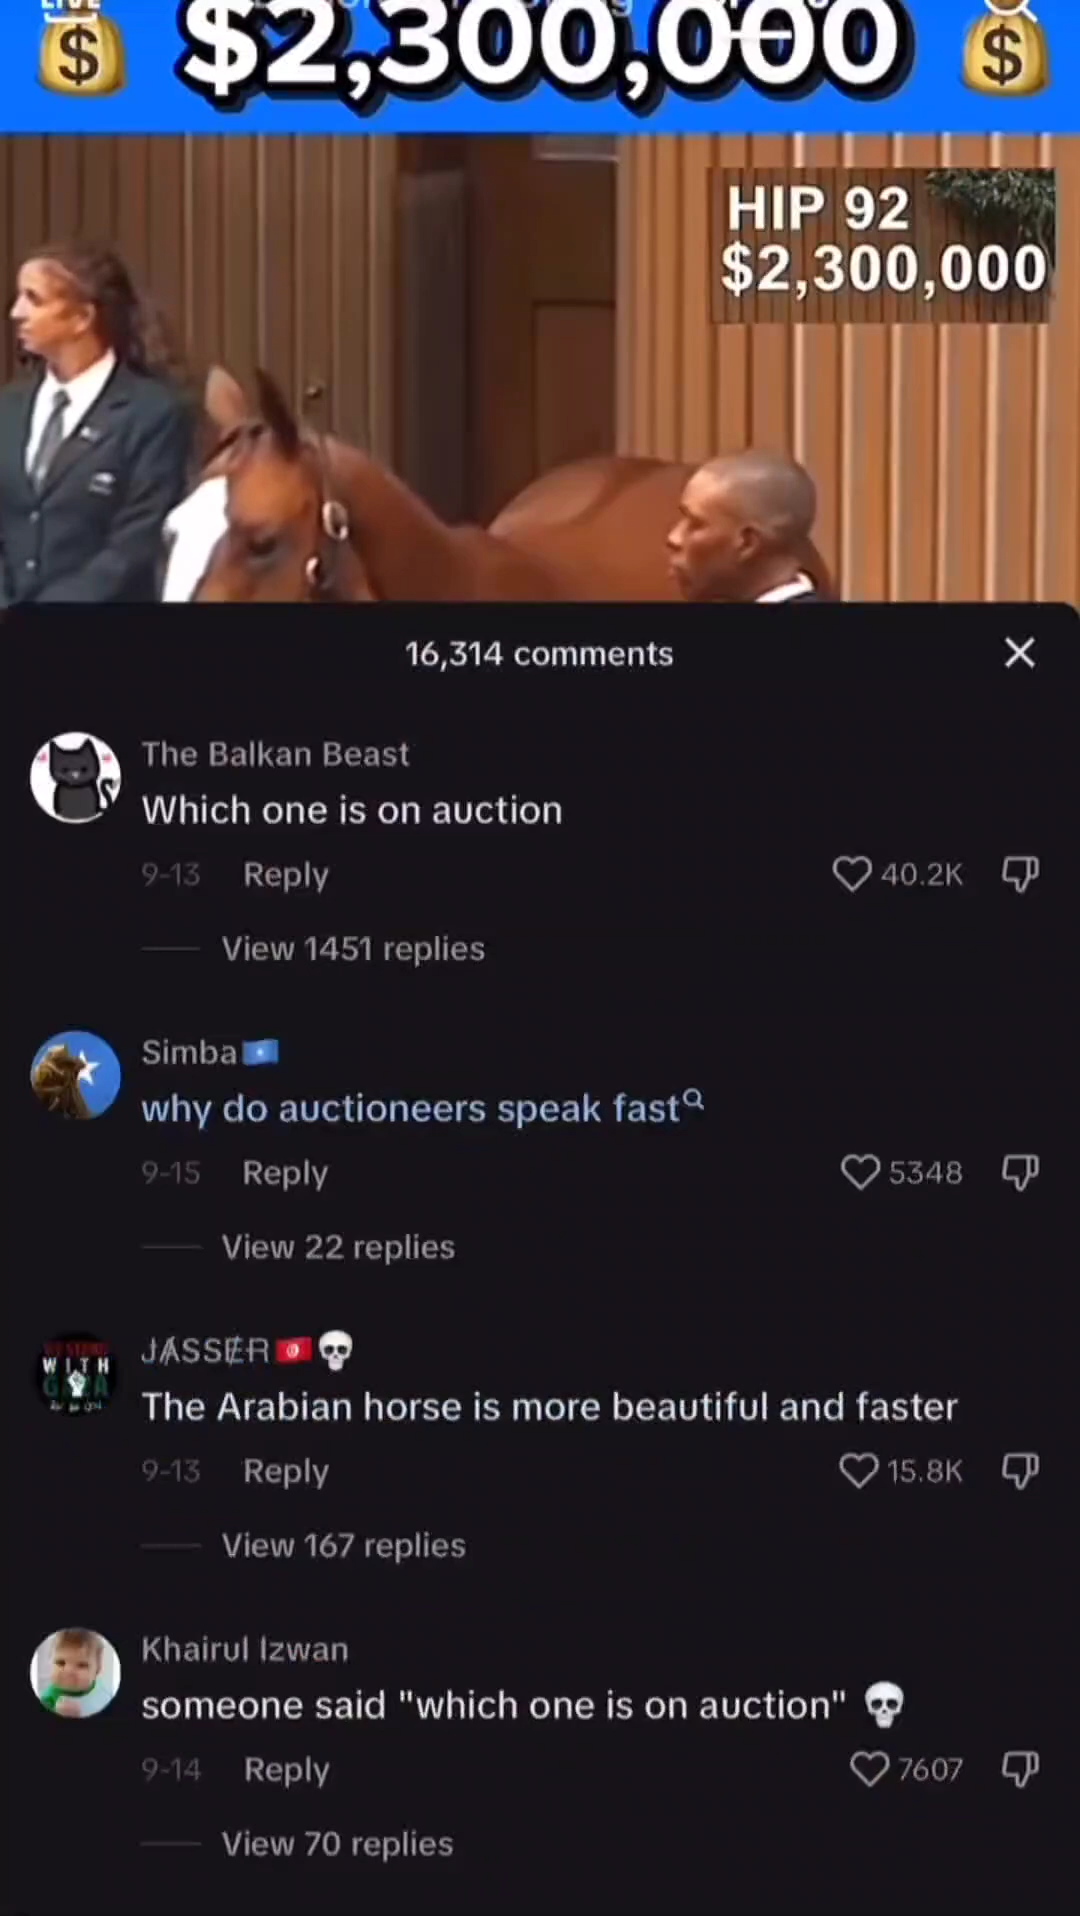 LIVE
$2,300,000
HIP 92
$2,300,000
16,314 comments
The Balkan Beast
Which one is on auction
9-13 Reply 40.2K
View 1451 replies
Simba
why do auctioneers speak fast
9-15 Reply 5348
View 22 replies
JASSER
WITH
The Arabian horse is more beautiful and faster
9-13 Reply 15.8K
View 167 replies
Khairul Izwan
someone said "which one is on auction" 💀
9-14 Reply 7607
View 70 replies